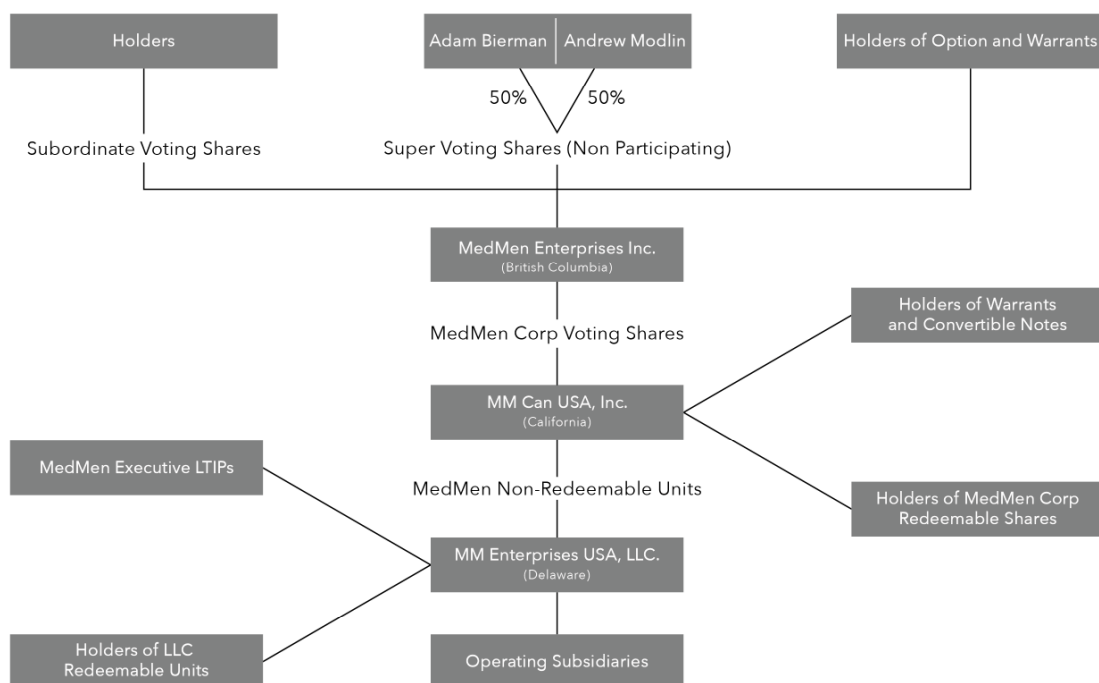 Holders
Adam Bierman
Andrew Modlin
Holders of Option and Warrants
50%
50%
Subordinate Voting Shares
Super Voting Shares (Non Participating)
MedMen Enterprises Inc.
(British Columbia)
Holders of Warrants
and Convertible Notes
MedMen Corp Voting Shares
MM Can USA, Inc.
(California)
MedMen Executive LTIPs
MedMen Non-Redeemable Units
Holders of MedMen Corp
Redeemable Shares
MM Enterprises USA, LLC.
(Delaware)
Holders of LLC
Redeemable Units
Operating Subsidiaries